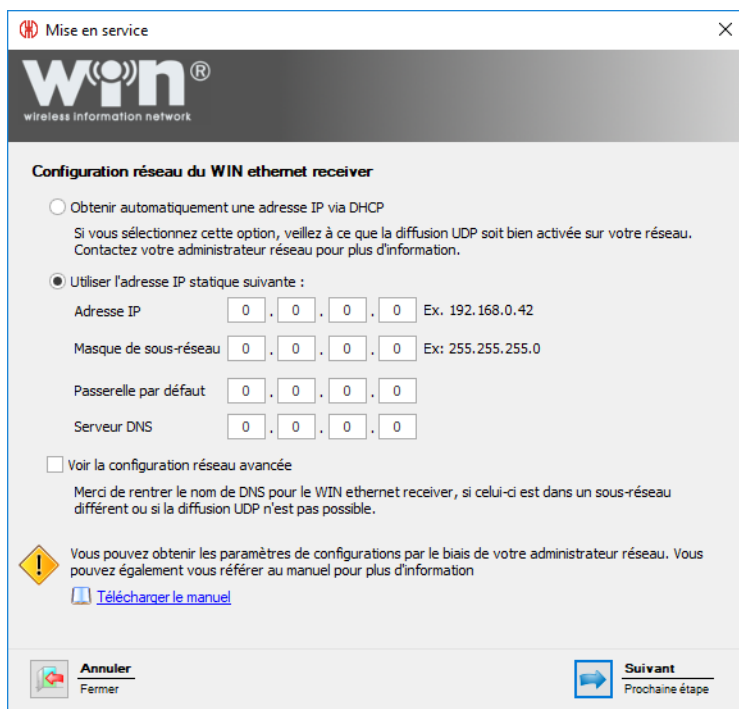 Mise en service
WIN®
wireless information network
Configuration réseau du WIN ethernet receiver
Obtenir automatiquement une adresse IP via DHCP
Si vous sélectionnez cette option, veillez à ce que la diffusion UDP soit bien activée sur votre réseau.
Contactez votre administrateur réseau pour plus d'information.
Utiliser l'adresse IP statique suivante :
Adresse IP 0 . 0 . 0 . 0 Ex. 192.168.0.42
Masque de sous-réseau 0 . 0 . 0 . 0 Ex: 255.255.255.0
Passerelle par défaut 0 . 0 . 0 . 0
Serveur DNS 0 . 0 . 0 . 0
Voir la configuration réseau avancée
Merci de rentrer le nom de DNS pour le WIN ethernet receiver, si celui-ci est dans un sous-réseau
différent ou si la diffusion UDP n'est pas possible.
Vous pouvez obtenir les paramètres de configurations par le biais de votre administrateur réseau. Vous
pouvez également vous référer au manuel pour plus d'information
Télécharger le manuel
Annuler
Fermer
Suivant
Prochaine étape